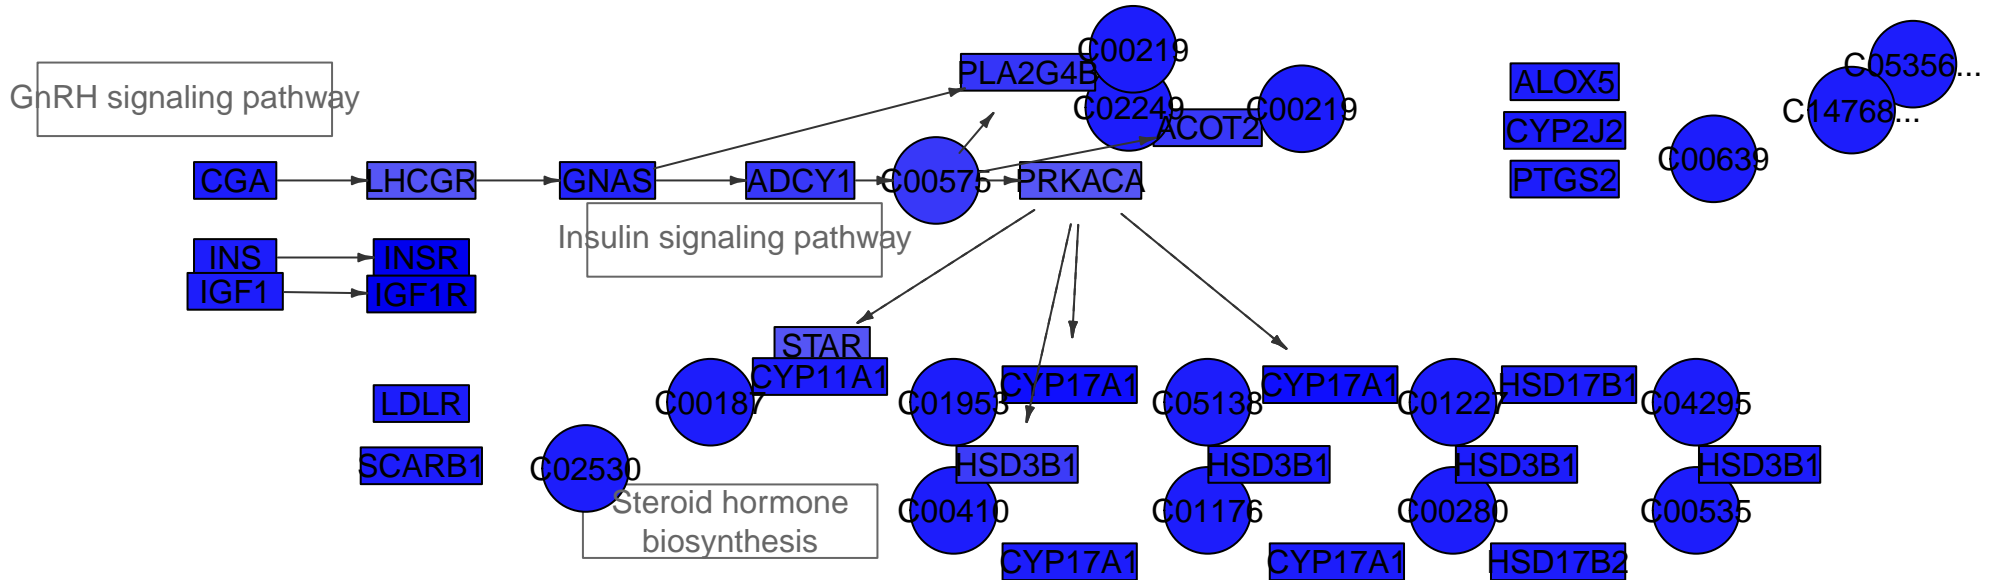 C00219
PLA2G4B
C05356...
GnRH signaling pathway
ALOX5
C02249
ACOT2
C00219
C14768...
CYP2J2
C00639
CGA
LHCGR
GNAS
ADCY1
C00575
PRKACA
PTGS2
Insulin signaling pathway
INS
INSR
IGF1
IGF1R
STAR
CYP11A1
CYP17A1
CYP17A1
HSD17B1
LDLR
C00187
C01953
C05138
C01227
C04295
SCARB1
C02530
HSD3B1
HSD3B1
HSD3B1
HSD3B1
Steroid hormone
biosynthesis
C00410
C01176
C00280
C00535
CYP17A1
CYP17A1
HSD17B2